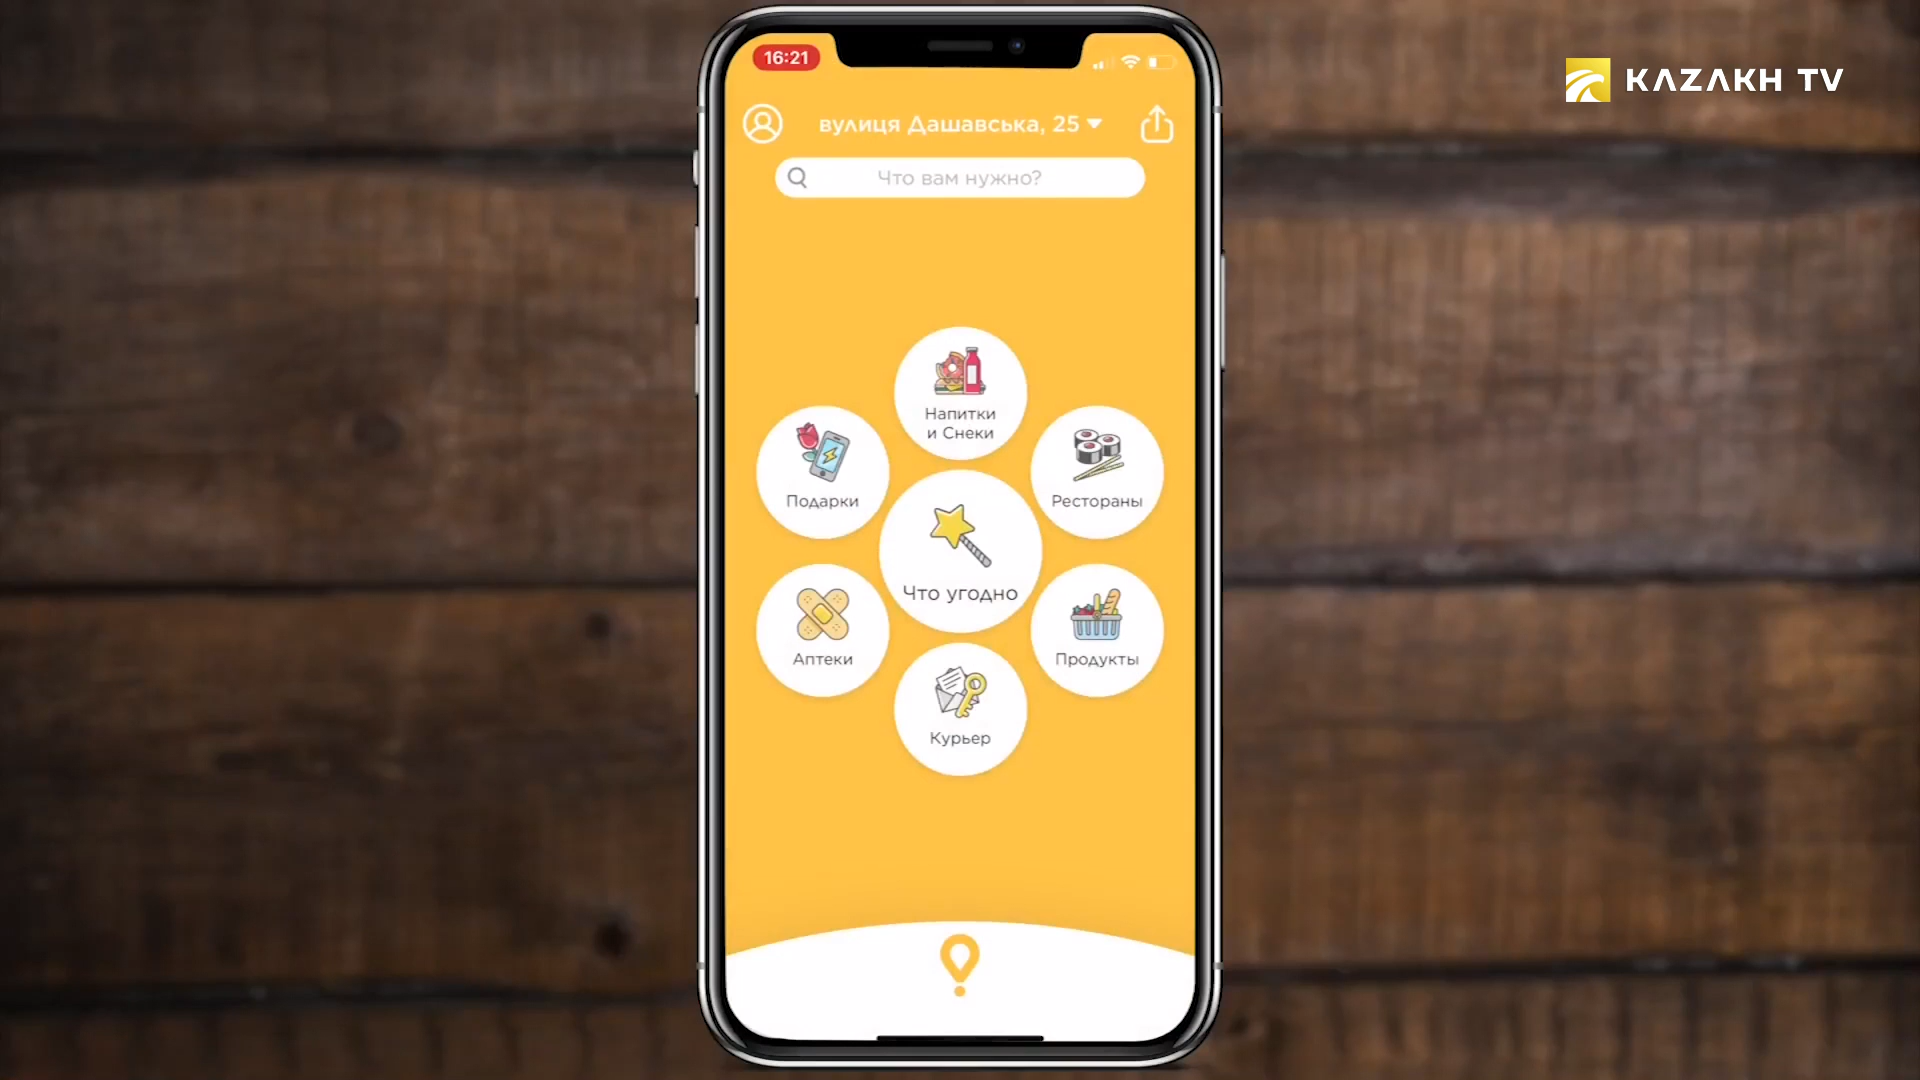 16:21
KAZAKH TV
вулиця Дашавська, 25
Что вам нужно?
Напитки
и Снеки
Подарки
Рестораны
Что угодно
Аптеки
Продукты
Курьер